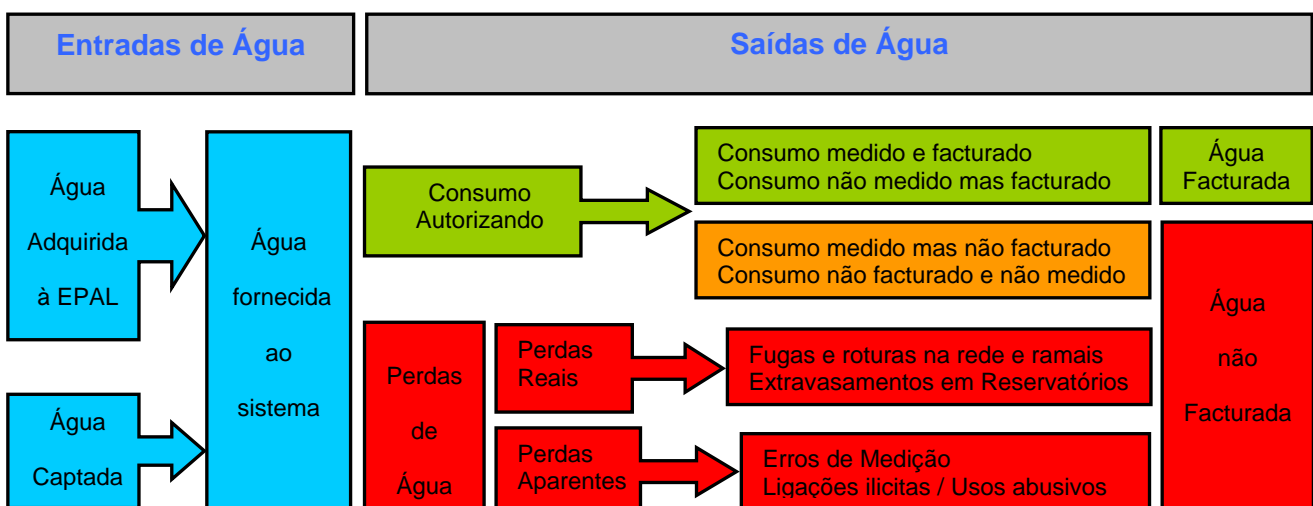 Entradas de Água
Saídas de Água
Água
Adquirida
à EPAL
Água
Captada
Água
fornecida
ao
sistema
Consumo
Autorizando
Consumo medido e facturado
Consumo não medido mas facturado
Água
Facturada
Consumo medido mas não facturado
Consumo não facturado e não medido
Perdas
de
Água
Perdas
Reais
Fugas e roturas na rede e ramais
Extravasamentos em Reservatórios
Perdas
Aparentes
Erros de Medição
Ligações ilicitas / Usos abusivos
Água
não
Facturada